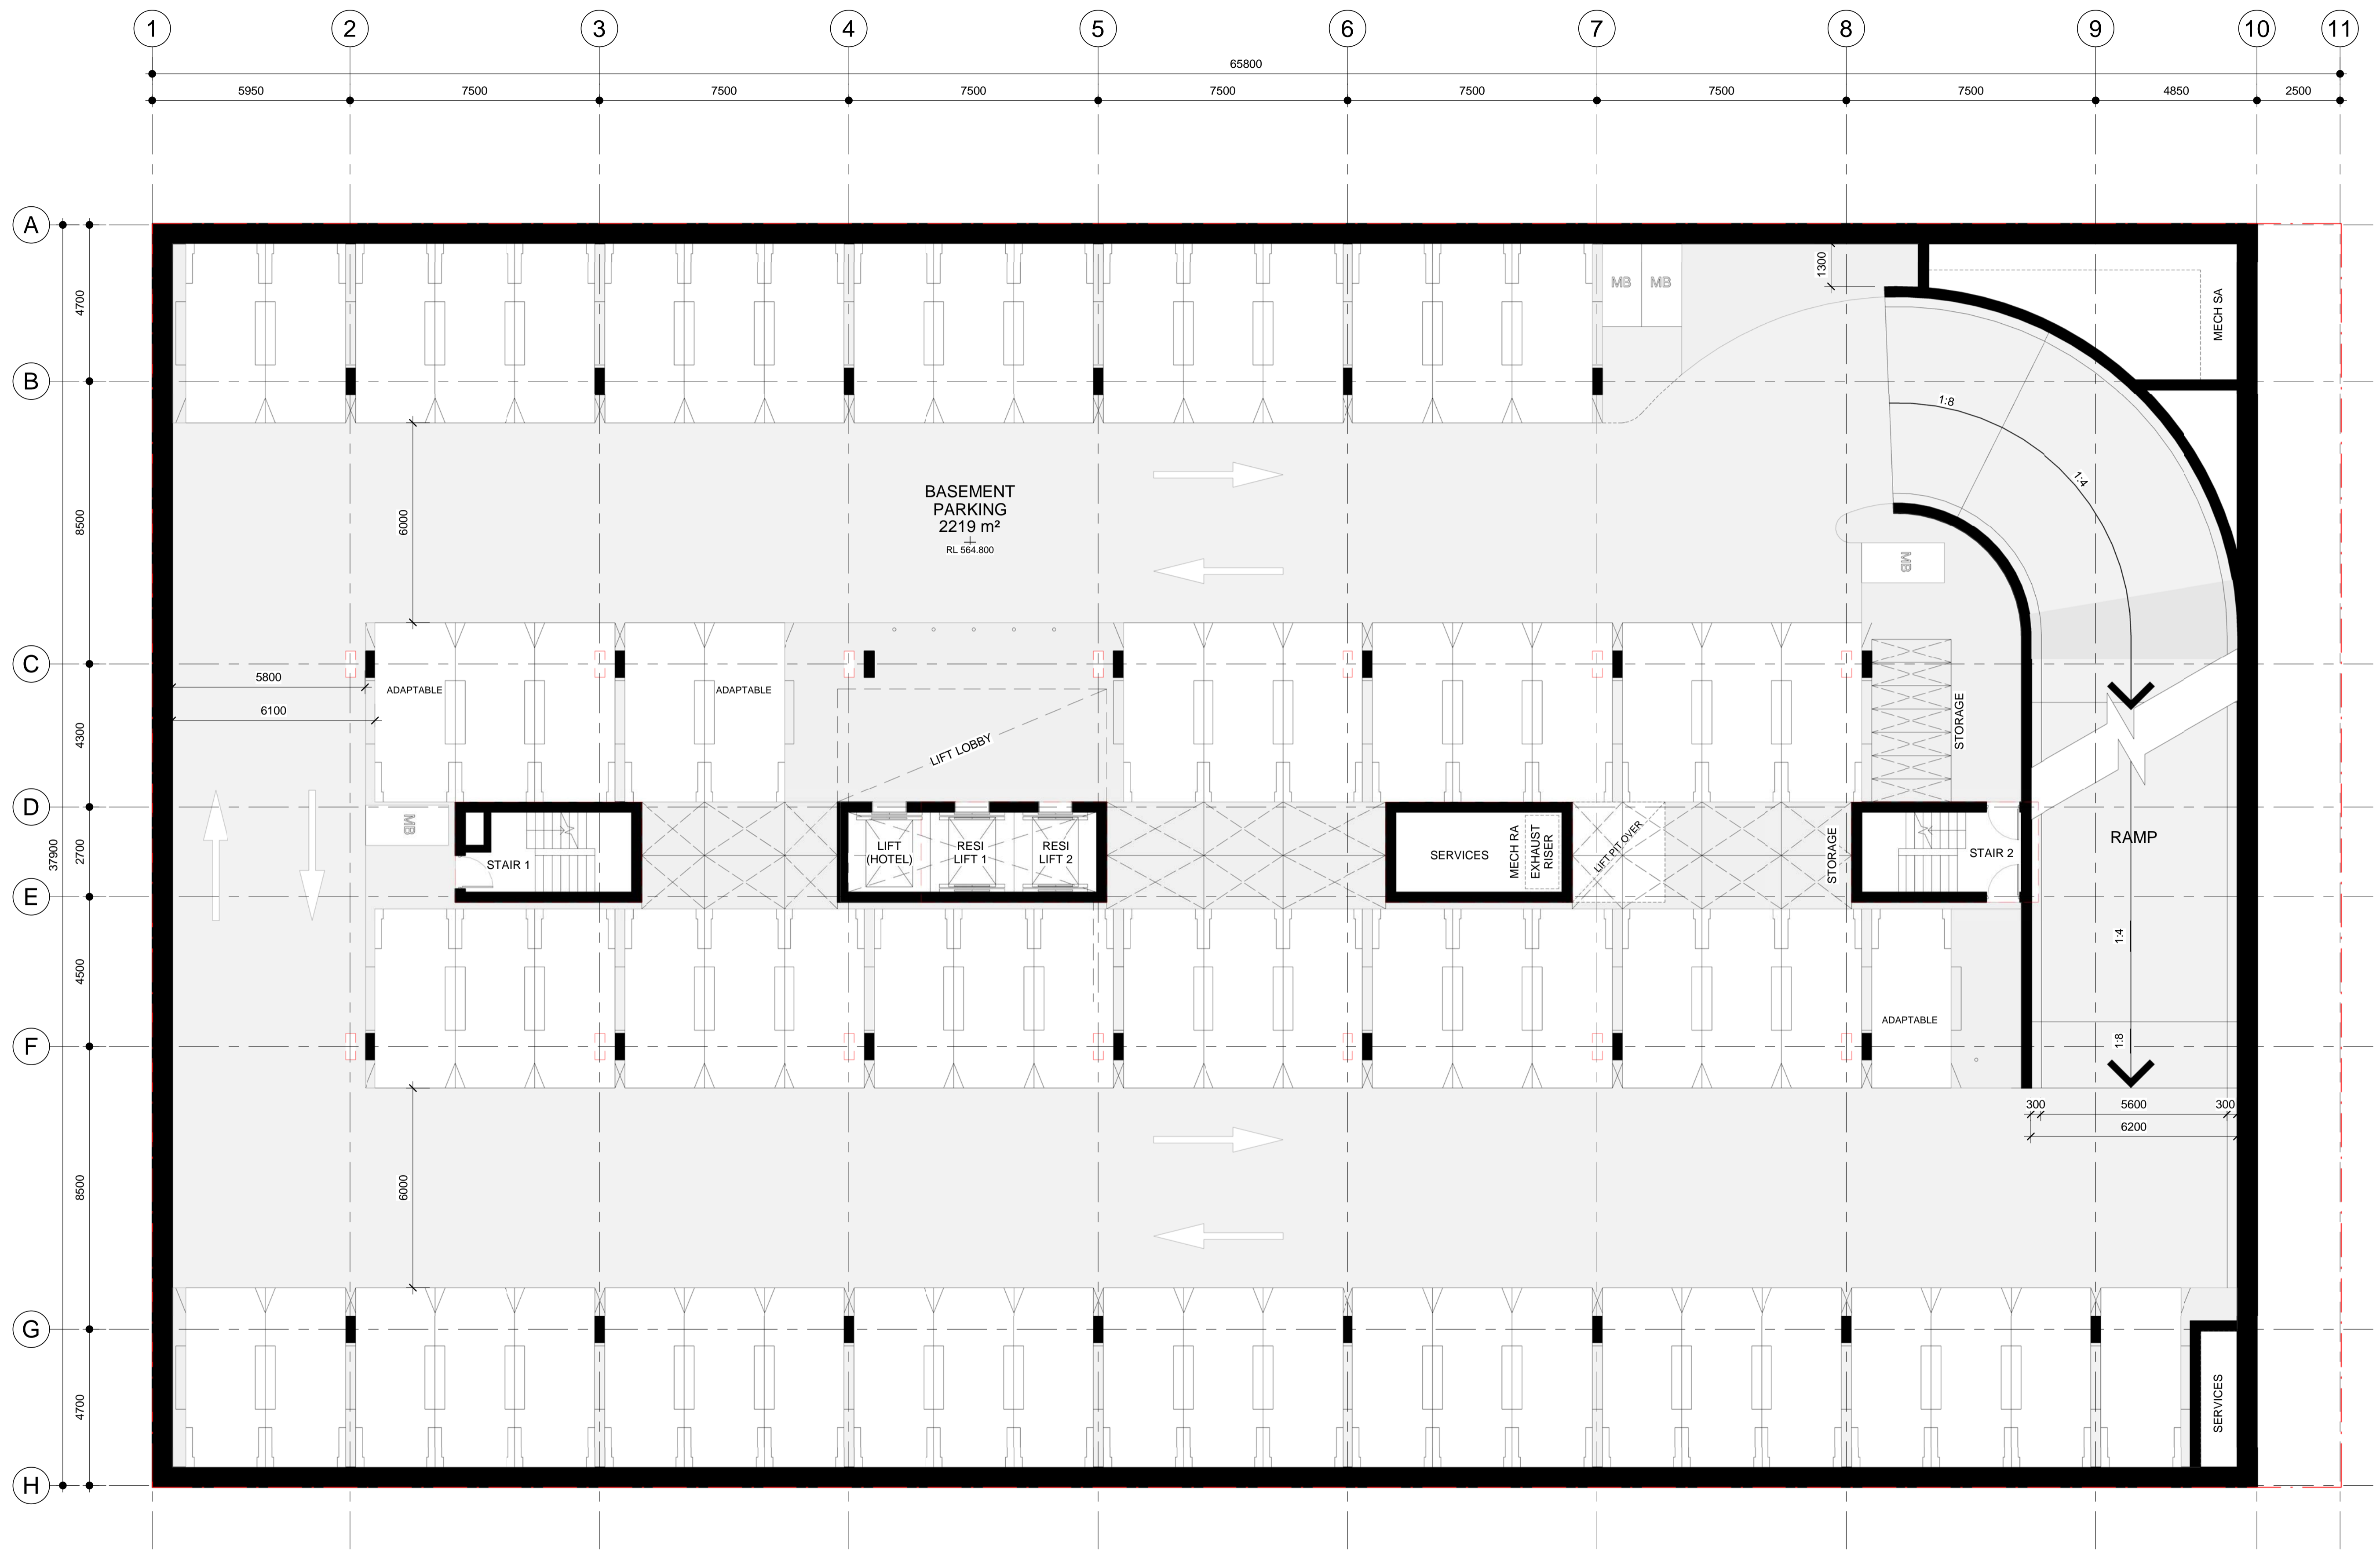 1 2 3 4 5 6 7 8 9 10 11
65800
5950 7500 7500 7500 7500 7500 7500 7500 4850 2500
A
4700
1300
MB MB
MECH SA
B
1:8
8500
6000
1:4
BASEMENT
PARKING
2219 m²
RL 564.800
MB
C
5800
ADAPTABLE
ADAPTABLE
6100
4300
LIFT LOBBY
STORAGE
D
MB
37900
2700
STAIR 1
LIFT
(HOTEL)
RESI
LIFT 1
RESI
LIFT 2
SERVICES
MECH RA
EXHAUST
RISER
LIFT PIT OVER
STORAGE
STAIR 2
RAMP
E
4500
1:4
ADAPTABLE
F
1:8
300 5600 300
6200
8500
6000
G
4700
SERVICES
H